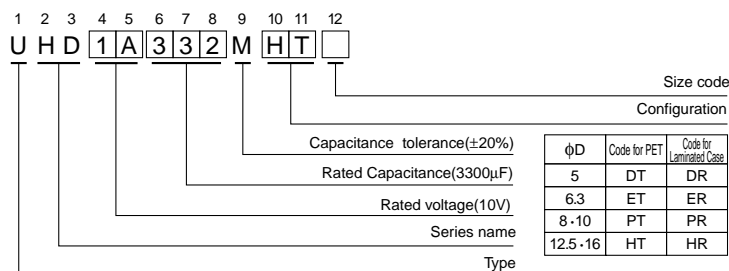 1 2 3 4 5 6 7 8 9 10 11 12
U H D 1 A 3 3 2 M H T
Size code
Configuration
Capacitance tolerance(±20%)
Rated Capacitance(3300μF)
Rated voltage(10V)
Series name
Type
ϕD Code for PET Code for Laminated Case
5 DT DR
6.3 ET ER
8·10 PT PR
12.5·16 HT HR